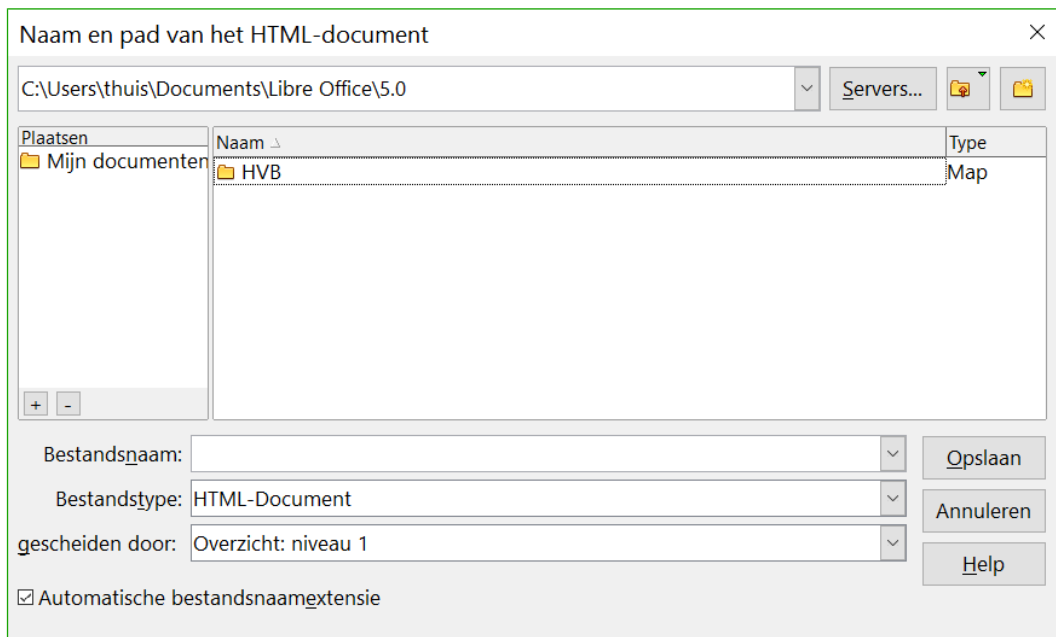 Naam en pad van het HTML-document
C:\Users\thuis\Documents\Libre Office\5.0
Servers...
Plaatsen
Naam
Type
Mijn documenten
HVB
Map
+ -
Bestandsnaam:
Opslaan
Bestandstype: HTML-Document
Annuleren
gescheiden door: Overzicht: niveau 1
Help
Automatische bestandsnaamextensie